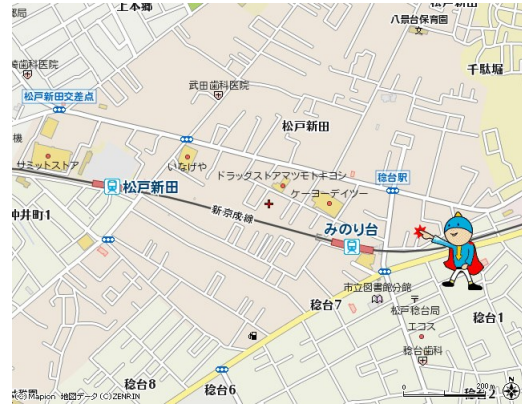 上本郷
松戸新田
八景台保育園
千駄堀
武田歯科医院
松戸新田交差点
松戸新田
サミットストア
いなげや
ドラッグストアマツモトキヨシ
稔台駅
ケーヨーデイツー
松戸新田
新京成線
みのり台
市立図書館分館
松戸稔台局
稔台7
エコス
稔台1
稔台歯科
稔台8
稔台6
稔台2
200m
(C) Mapion 地図データ(C)ZENRIN